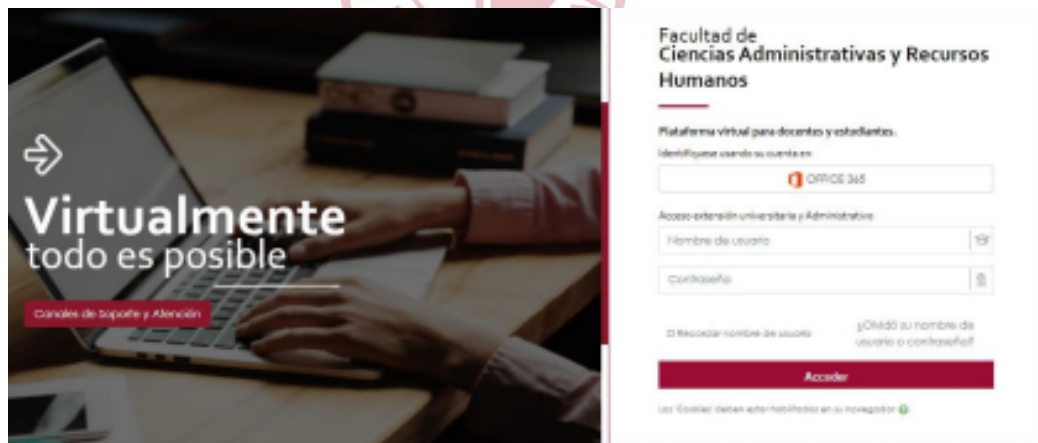 Virtualmente
todo es posible
Canales de Soporte y Atención
Facultad de
Ciencias Administrativas y Recursos
Humanos
Plataforma virtual para docentes y estudiantes.
Identifíquese usando su cuenta en:
OFFICE 365
Acceso extensión universitaria y Administrativo
Nombre de usuario
Contraseña
Recordar nombre de usuario
¿Olvidó su nombre de
usuario o contraseña?
Acceder
Las 'Cookies' deben estar habilitadas en su navegador